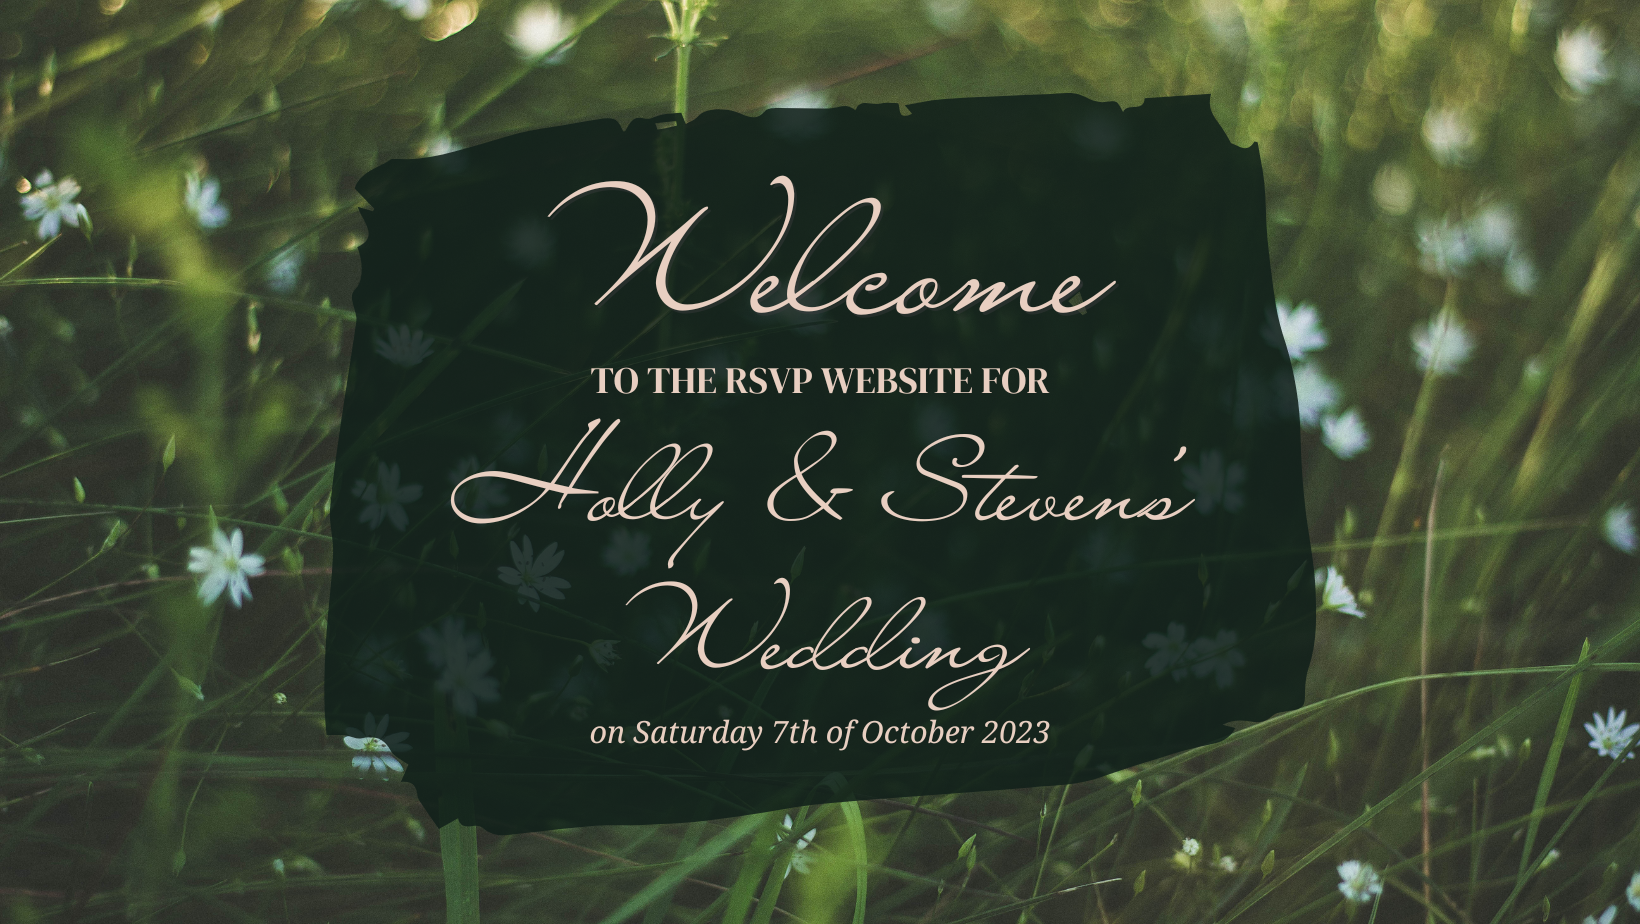 Welcome
TO THE RSVP WEBSITE FOR
Holly & Stevens'
Wedding
on Saturday 7th of October 2023